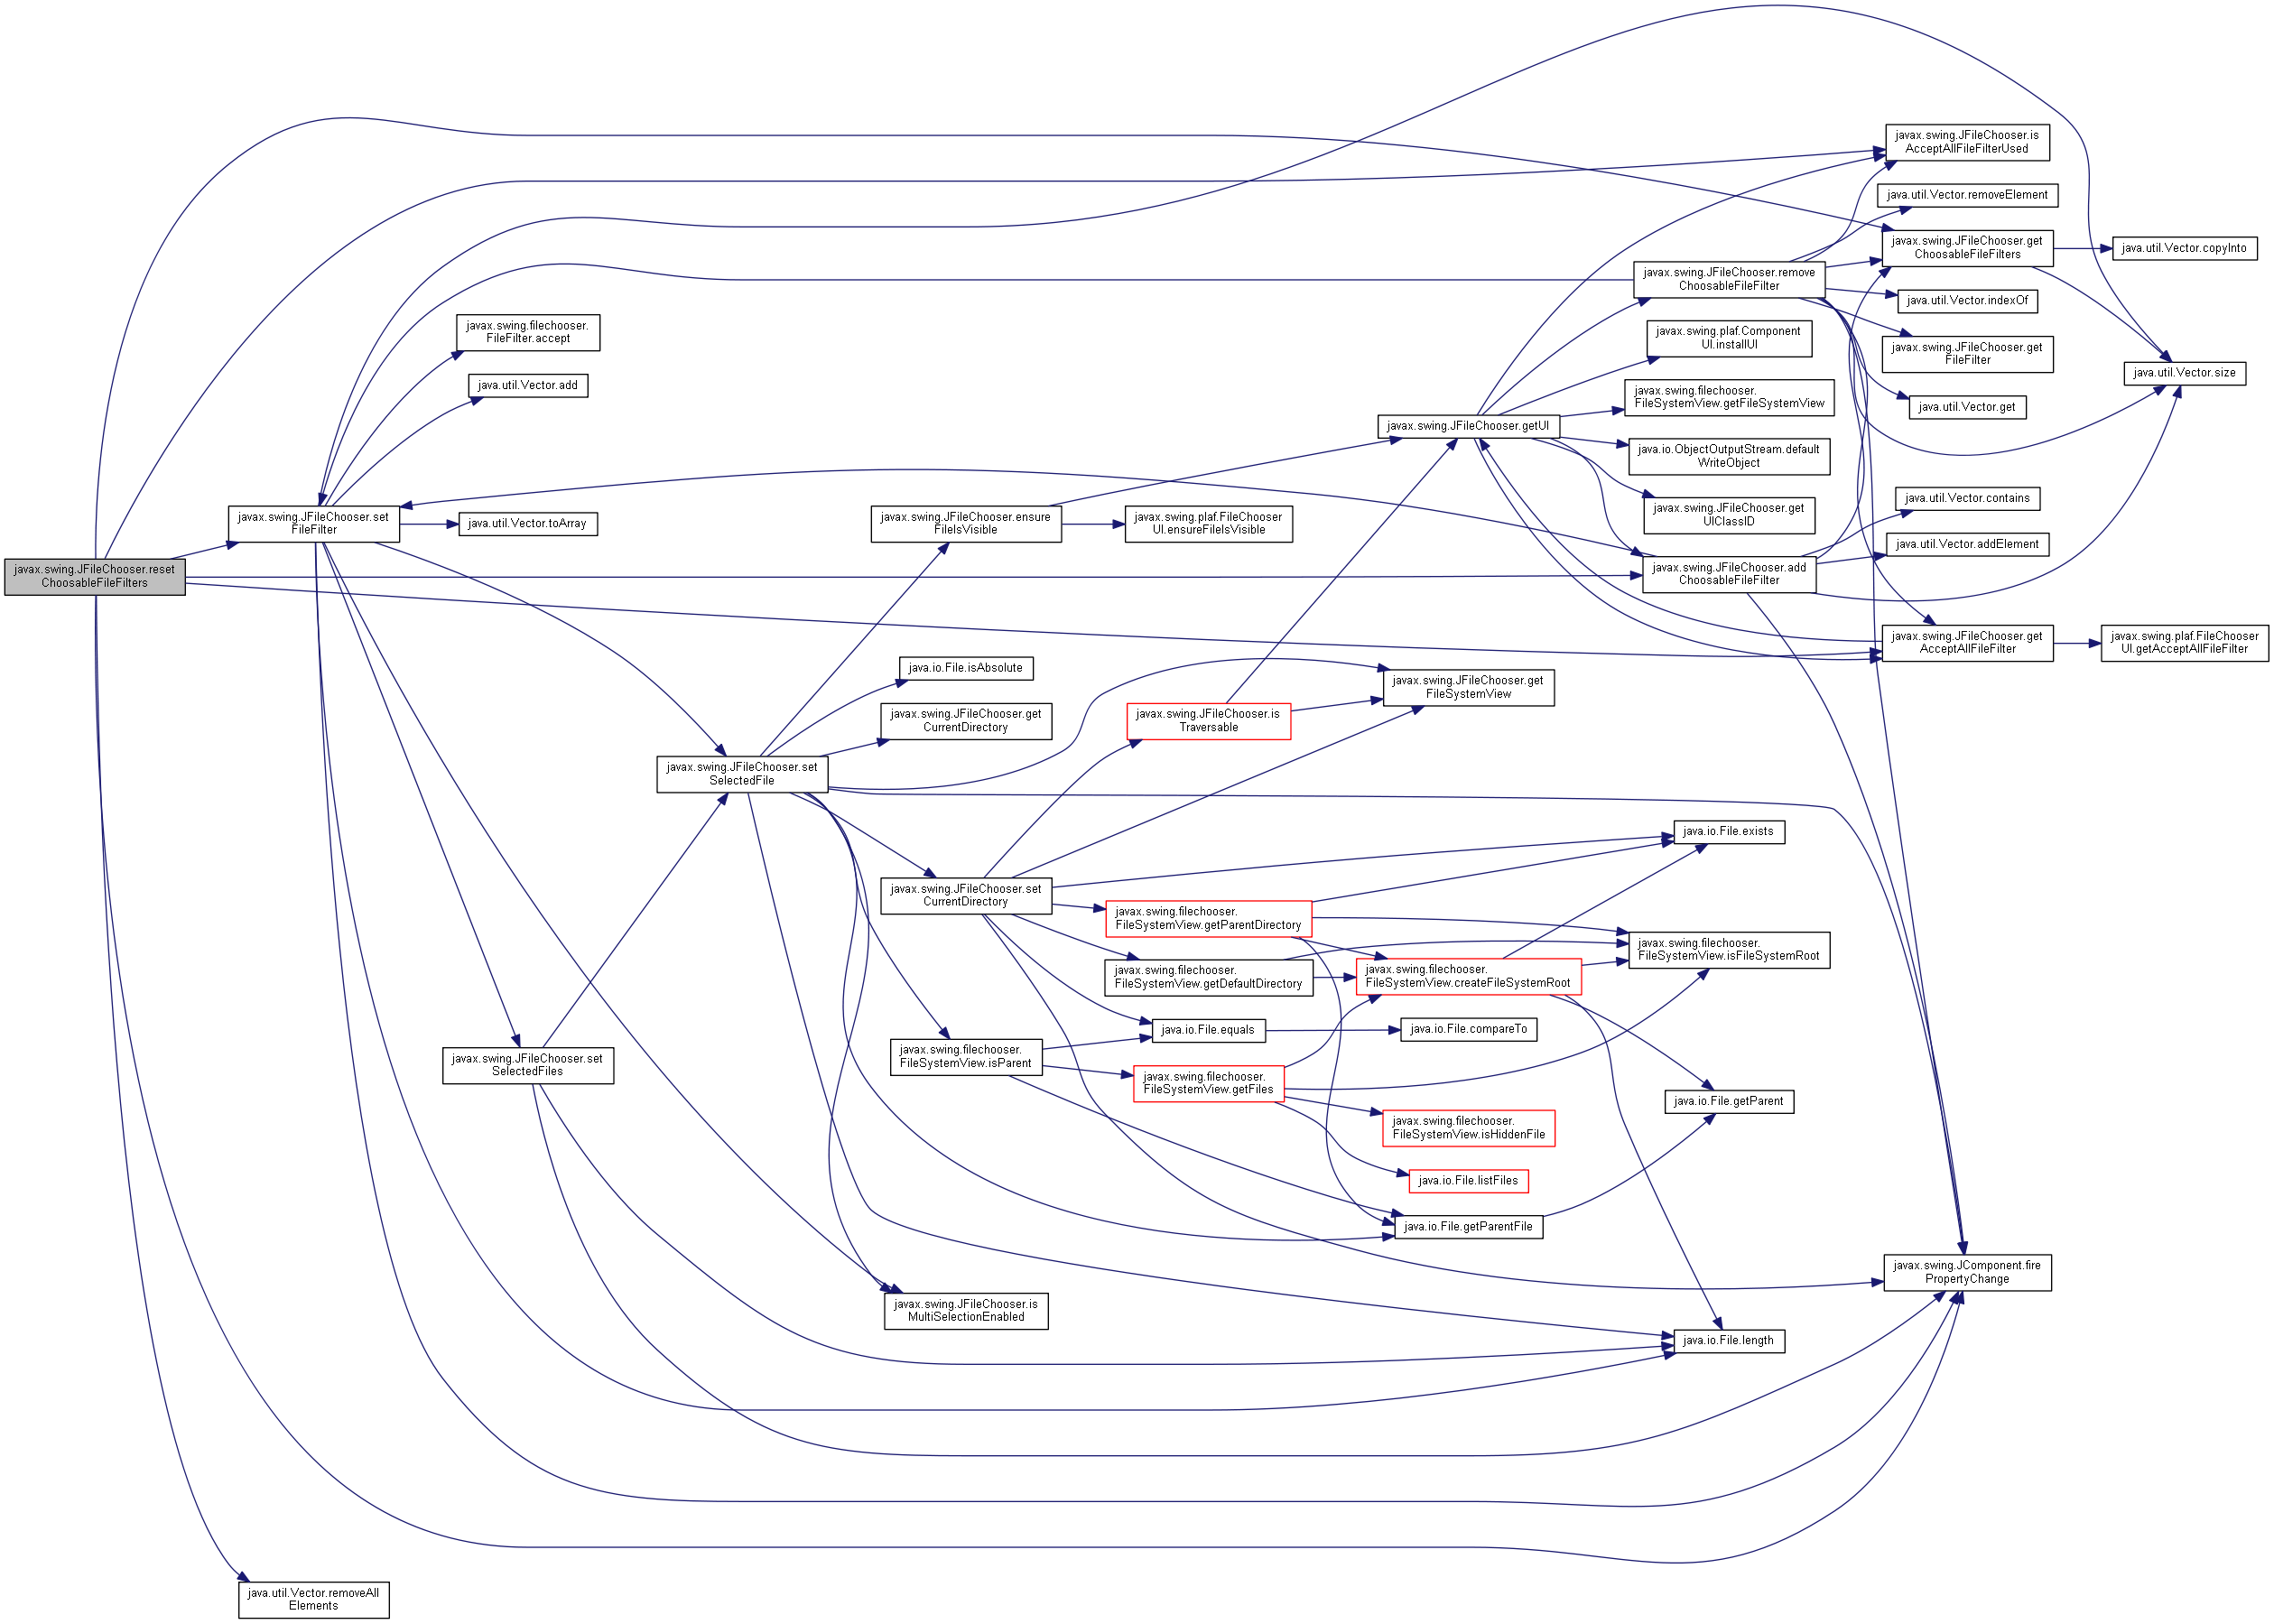 javax.swing.JFileChooser.reset
ChoosableFileFilters
javax.swing.JFileChooser.set
FileFilter
java.util.Vector.removeAll
Elements
javax.swing.filechooser.
FileFilter.accept
java.util.Vector.add
java.util.Vector.toArray
javax.swing.JFileChooser.set
SelectedFiles
javax.swing.JFileChooser.set
SelectedFile
javax.swing.JFileChooser.ensure
FileIsVisible
java.io.File.isAbsolute
javax.swing.JFileChooser.get
CurrentDirectory
javax.swing.JFileChooser.set
CurrentDirectory
javax.swing.filechooser.
FileSystemView.isParent
javax.swing.JFileChooser.is
MultiSelectionEnabled
javax.swing.plaf.FileChooser
UI.ensureFileIsVisible
javax.swing.JFileChooser.is
Traversable
javax.swing.filechooser.
FileSystemView.getParentDirectory
javax.swing.filechooser.
FileSystemView.getDefaultDirectory
java.io.File.equals
javax.swing.filechooser.
FileSystemView.getFiles
javax.swing.JFileChooser.getUI
javax.swing.JFileChooser.get
FileSystemView
javax.swing.filechooser.
FileSystemView.createFileSystemRoot
java.io.File.compareTo
javax.swing.filechooser.
FileSystemView.isHiddenFile
java.io.File.listFiles
java.io.File.getParentFile
javax.swing.JFileChooser.remove
ChoosableFileFilter
javax.swing.plaf.Component
UI.installUI
javax.swing.filechooser.
FileSystemView.getFileSystemView
java.io.ObjectOutputStream.default
WriteObject
javax.swing.JFileChooser.get
UIClassID
javax.swing.JFileChooser.add
ChoosableFileFilter
java.io.File.exists
javax.swing.filechooser.
FileSystemView.isFileSystemRoot
java.io.File.getParent
java.io.File.length
javax.swing.JFileChooser.is
AcceptAllFileFilterUsed
java.util.Vector.removeElement
javax.swing.JFileChooser.get
ChoosableFileFilters
java.util.Vector.indexOf
javax.swing.JFileChooser.get
FileFilter
java.util.Vector.get
java.util.Vector.contains
java.util.Vector.addElement
javax.swing.JFileChooser.get
AcceptAllFileFilter
javax.swing.JComponent.fire
PropertyChange
java.util.Vector.copyInto
java.util.Vector.size
javax.swing.plaf.FileChooser
UI.getAcceptAllFileFilter